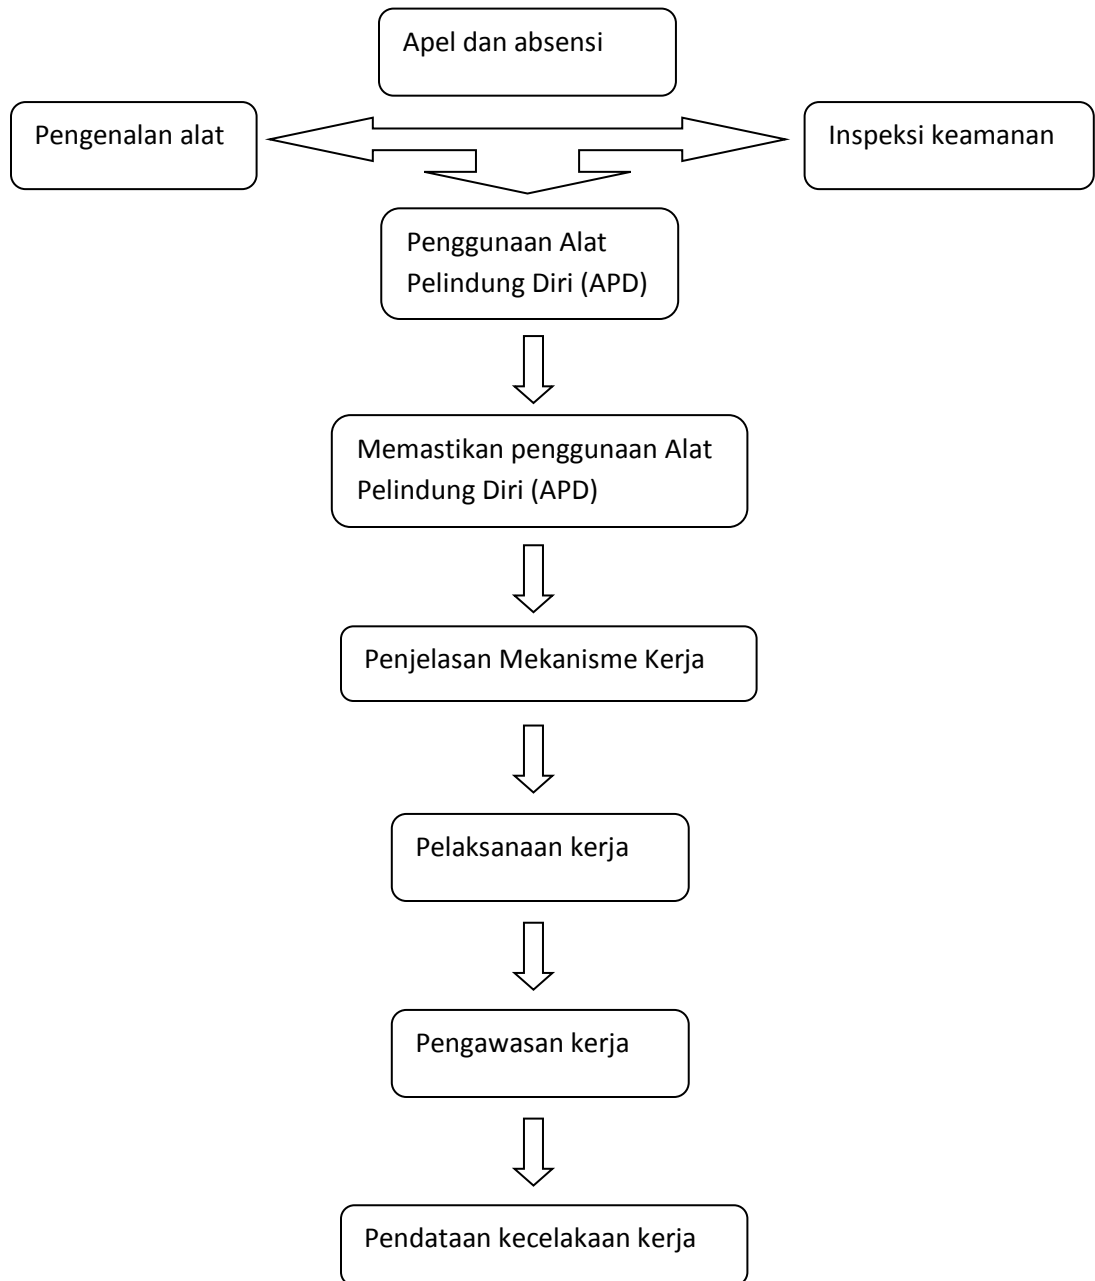 Apel dan absensi
Pengenalan alat
Inspeksi keamanan
Penggunaan Alat
Pelindung Diri (APD)
Memastikan penggunaan Alat
Pelindung Diri (APD)
Penjelasan Mekanisme Kerja
Pelaksanaan kerja
Pengawasan kerja
Pendataan kecelakaan kerja